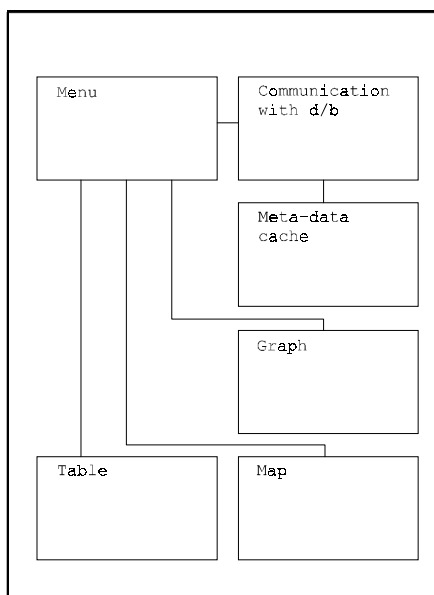 Menu
Communication
with d/b
Meta-data
cache
Graph
Table
Map